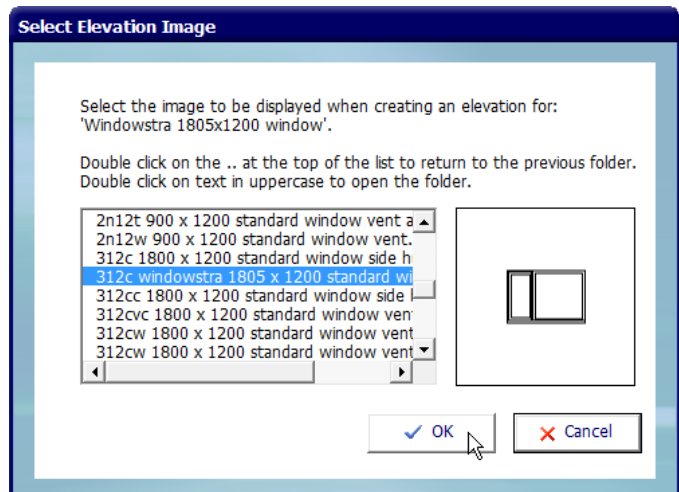 Select Elevation Image
Select the image to be displayed when creating an elevation for:
'Windowstra 1805x1200 window'.
Double click on the .. at the top of the list to return to the previous folder.
Double click on text in uppercase to open the folder.
2n12t 900 x 1200 standard window vent a
2n12w 900 x 1200 standard window vent.
312c 1800 x 1200 standard window side h
312c windowstra 1805 x 1200 standard wi
312cc 1800 x 1200 standard window side
312cvc 1800 x 1200 standard window ven
312cw 1800 x 1200 standard window vent
312cw 1800 x 1200 standard window vent
OK
Cancel